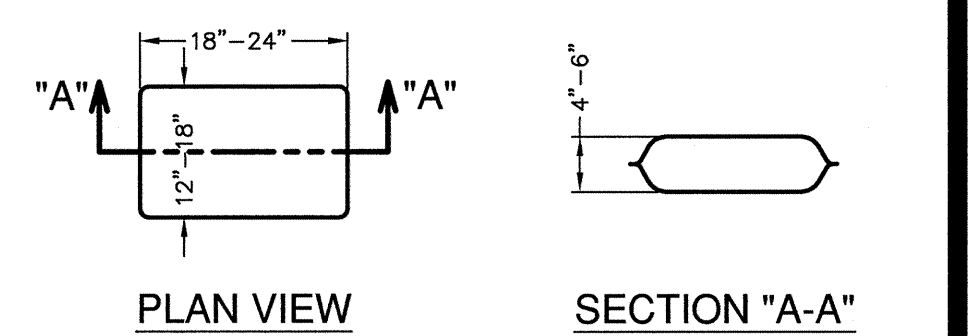 18"-24"
"A"
"A"
12"-18"
4"-6"
PLAN VIEW
SECTION "A-A"